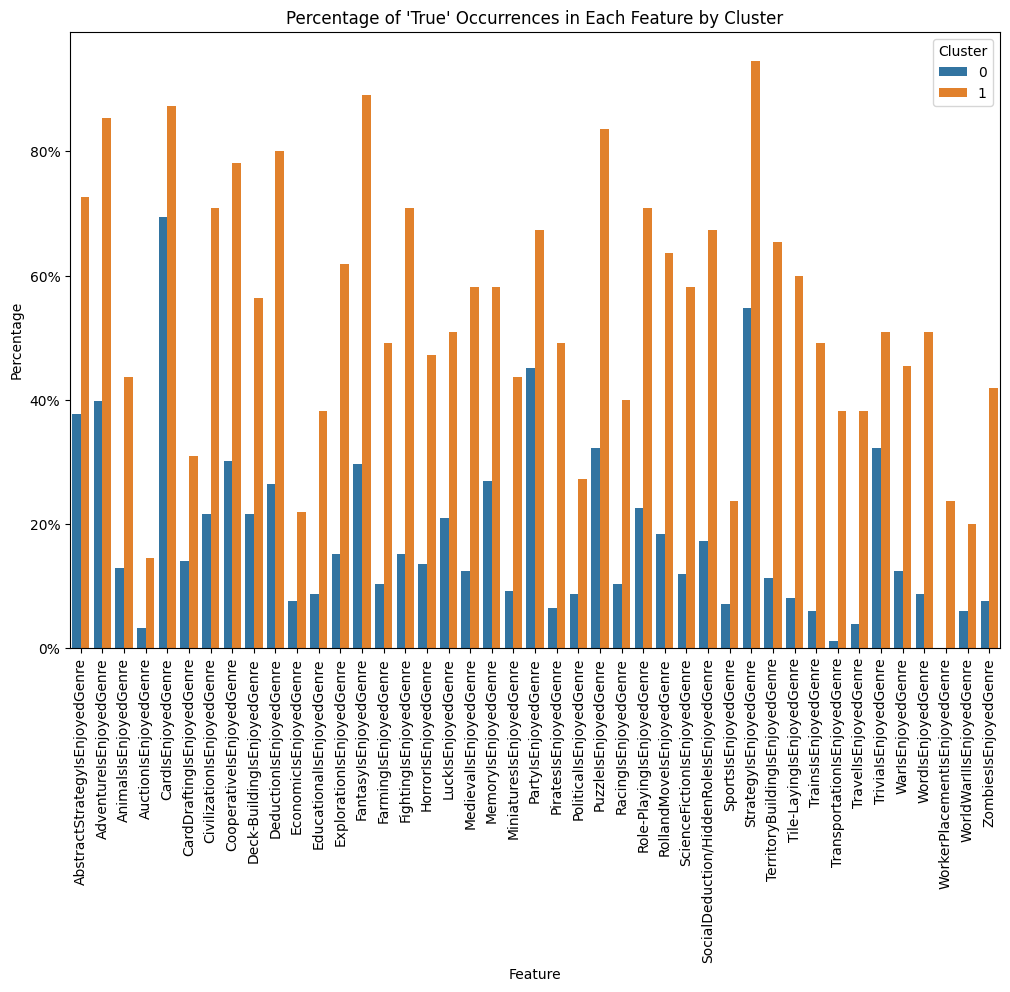 Percentage of 'True' Occurrences in Each Feature by Cluster
Cluster
0
1
Percentage
80%
60%
40%
20%
0%
AbstractStrategyIsEnjoyedGenre
AdventureIsEnjoyedGenre
AnimalsIsEnjoyedGenre
AuctionIsEnjoyedGenre
CardIsEnjoyedGenre
CardDraftingIsEnjoyedGenre
CivilizationIsEnjoyedGenre
CooperativeIsEnjoyedGenre
Deck-BuildingIsEnjoyedGenre
DeductionIsEnjoyedGenre
EconomicIsEnjoyedGenre
EducationalIsEnjoyedGenre
ExplorationIsEnjoyedGenre
FantasyIsEnjoyedGenre
FarmingIsEnjoyedGenre
FightingIsEnjoyedGenre
HorrorIsEnjoyedGenre
LuckIsEnjoyedGenre
MedievalIsEnjoyedGenre
MemoryIsEnjoyedGenre
MiniaturesIsEnjoyedGenre
PartyIsEnjoyedGenre
PiratesIsEnjoyedGenre
PoliticalIsEnjoyedGenre
PuzzleIsEnjoyedGenre
RacingIsEnjoyedGenre
Role-PlayingIsEnjoyedGenre
RollandMoveIsEnjoyedGenre
ScienceFictionIsEnjoyedGenre
SocialDeduction/HiddenRoleIsEnjoyedGenre
SportsIsEnjoyedGenre
StrategyIsEnjoyedGenre
TerritoryBuildingIsEnjoyedGenre
Tile-LayingIsEnjoyedGenre
TrainsIsEnjoyedGenre
TransportationIsEnjoyedGenre
TravelIsEnjoyedGenre
TriviaIsEnjoyedGenre
WarIsEnjoyedGenre
WordIsEnjoyedGenre
WorkerPlacementIsEnjoyedGenre
WorldWarIIIsEnjoyedGenre
ZombiesIsEnjoyedGenre
Feature